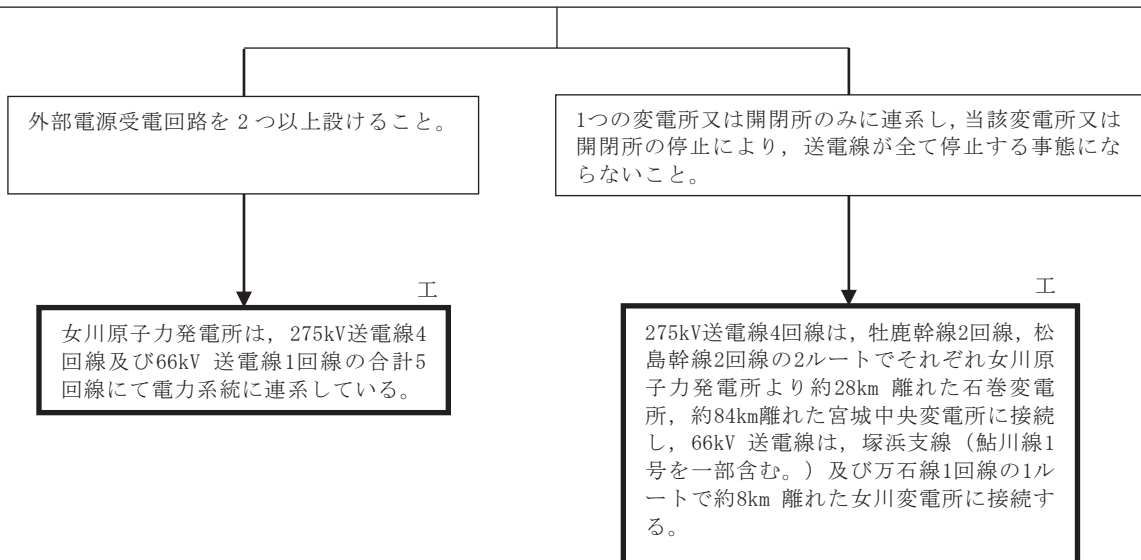 外部電源受電回路を2つ以上設けること。
1つの変電所又は開閉所のみに連系し,当該変電所又は
開閉所の停止により,送電線が全て停止する事態にな
らないこと。
工
女川原子力発電所は,275kV送電線4
回線及び66kV 送電線1回線の合計5
回線にて電力系統に連系している。
工
275kV送電線4回線は,牡鹿幹線2回線,松
島幹線2回線の2ルートでそれぞれ女川原
子力発電所より約28km 離れた石巻変電
所,約84km離れた宮城中央変電所に接続
し,66kV 送電線は,塚浜支線(鮎川線1
号を一部含む。)及び万石線1回線の1ル
ートで約8km 離れた女川変電所に接続す
る。